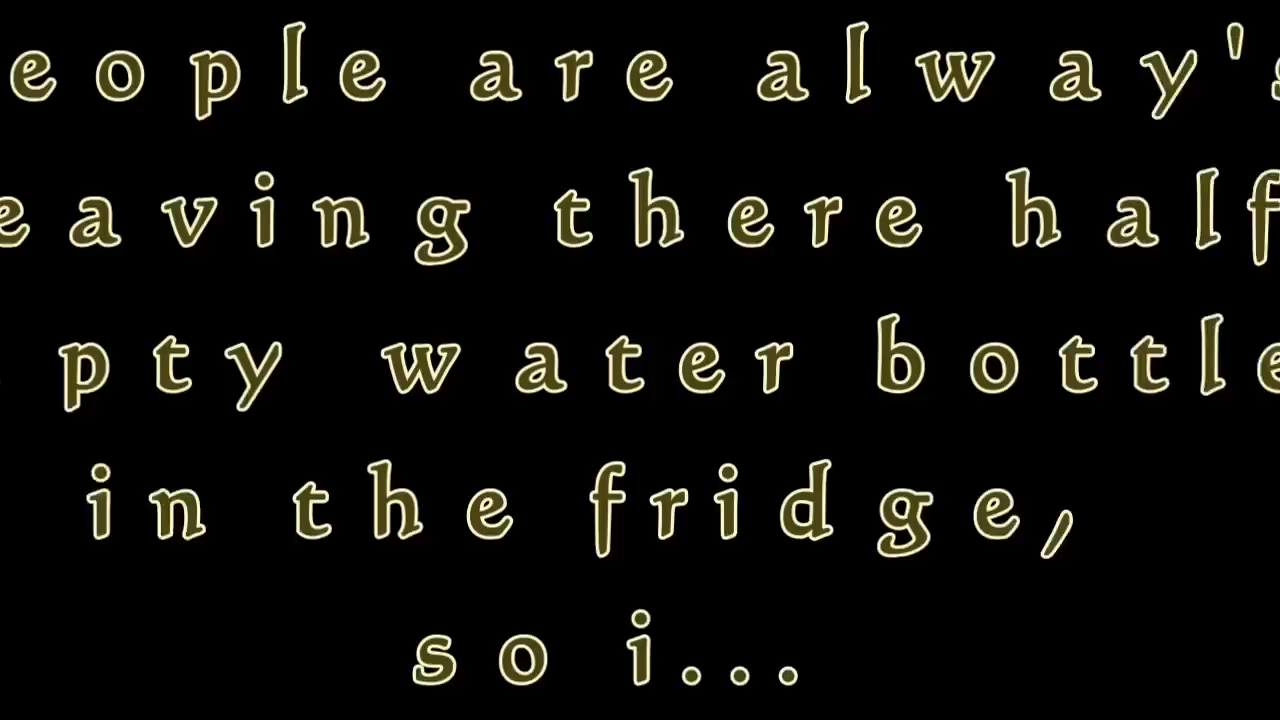 eople are alway's
eaving there half
pty water bottle
in the fridge,
so i...